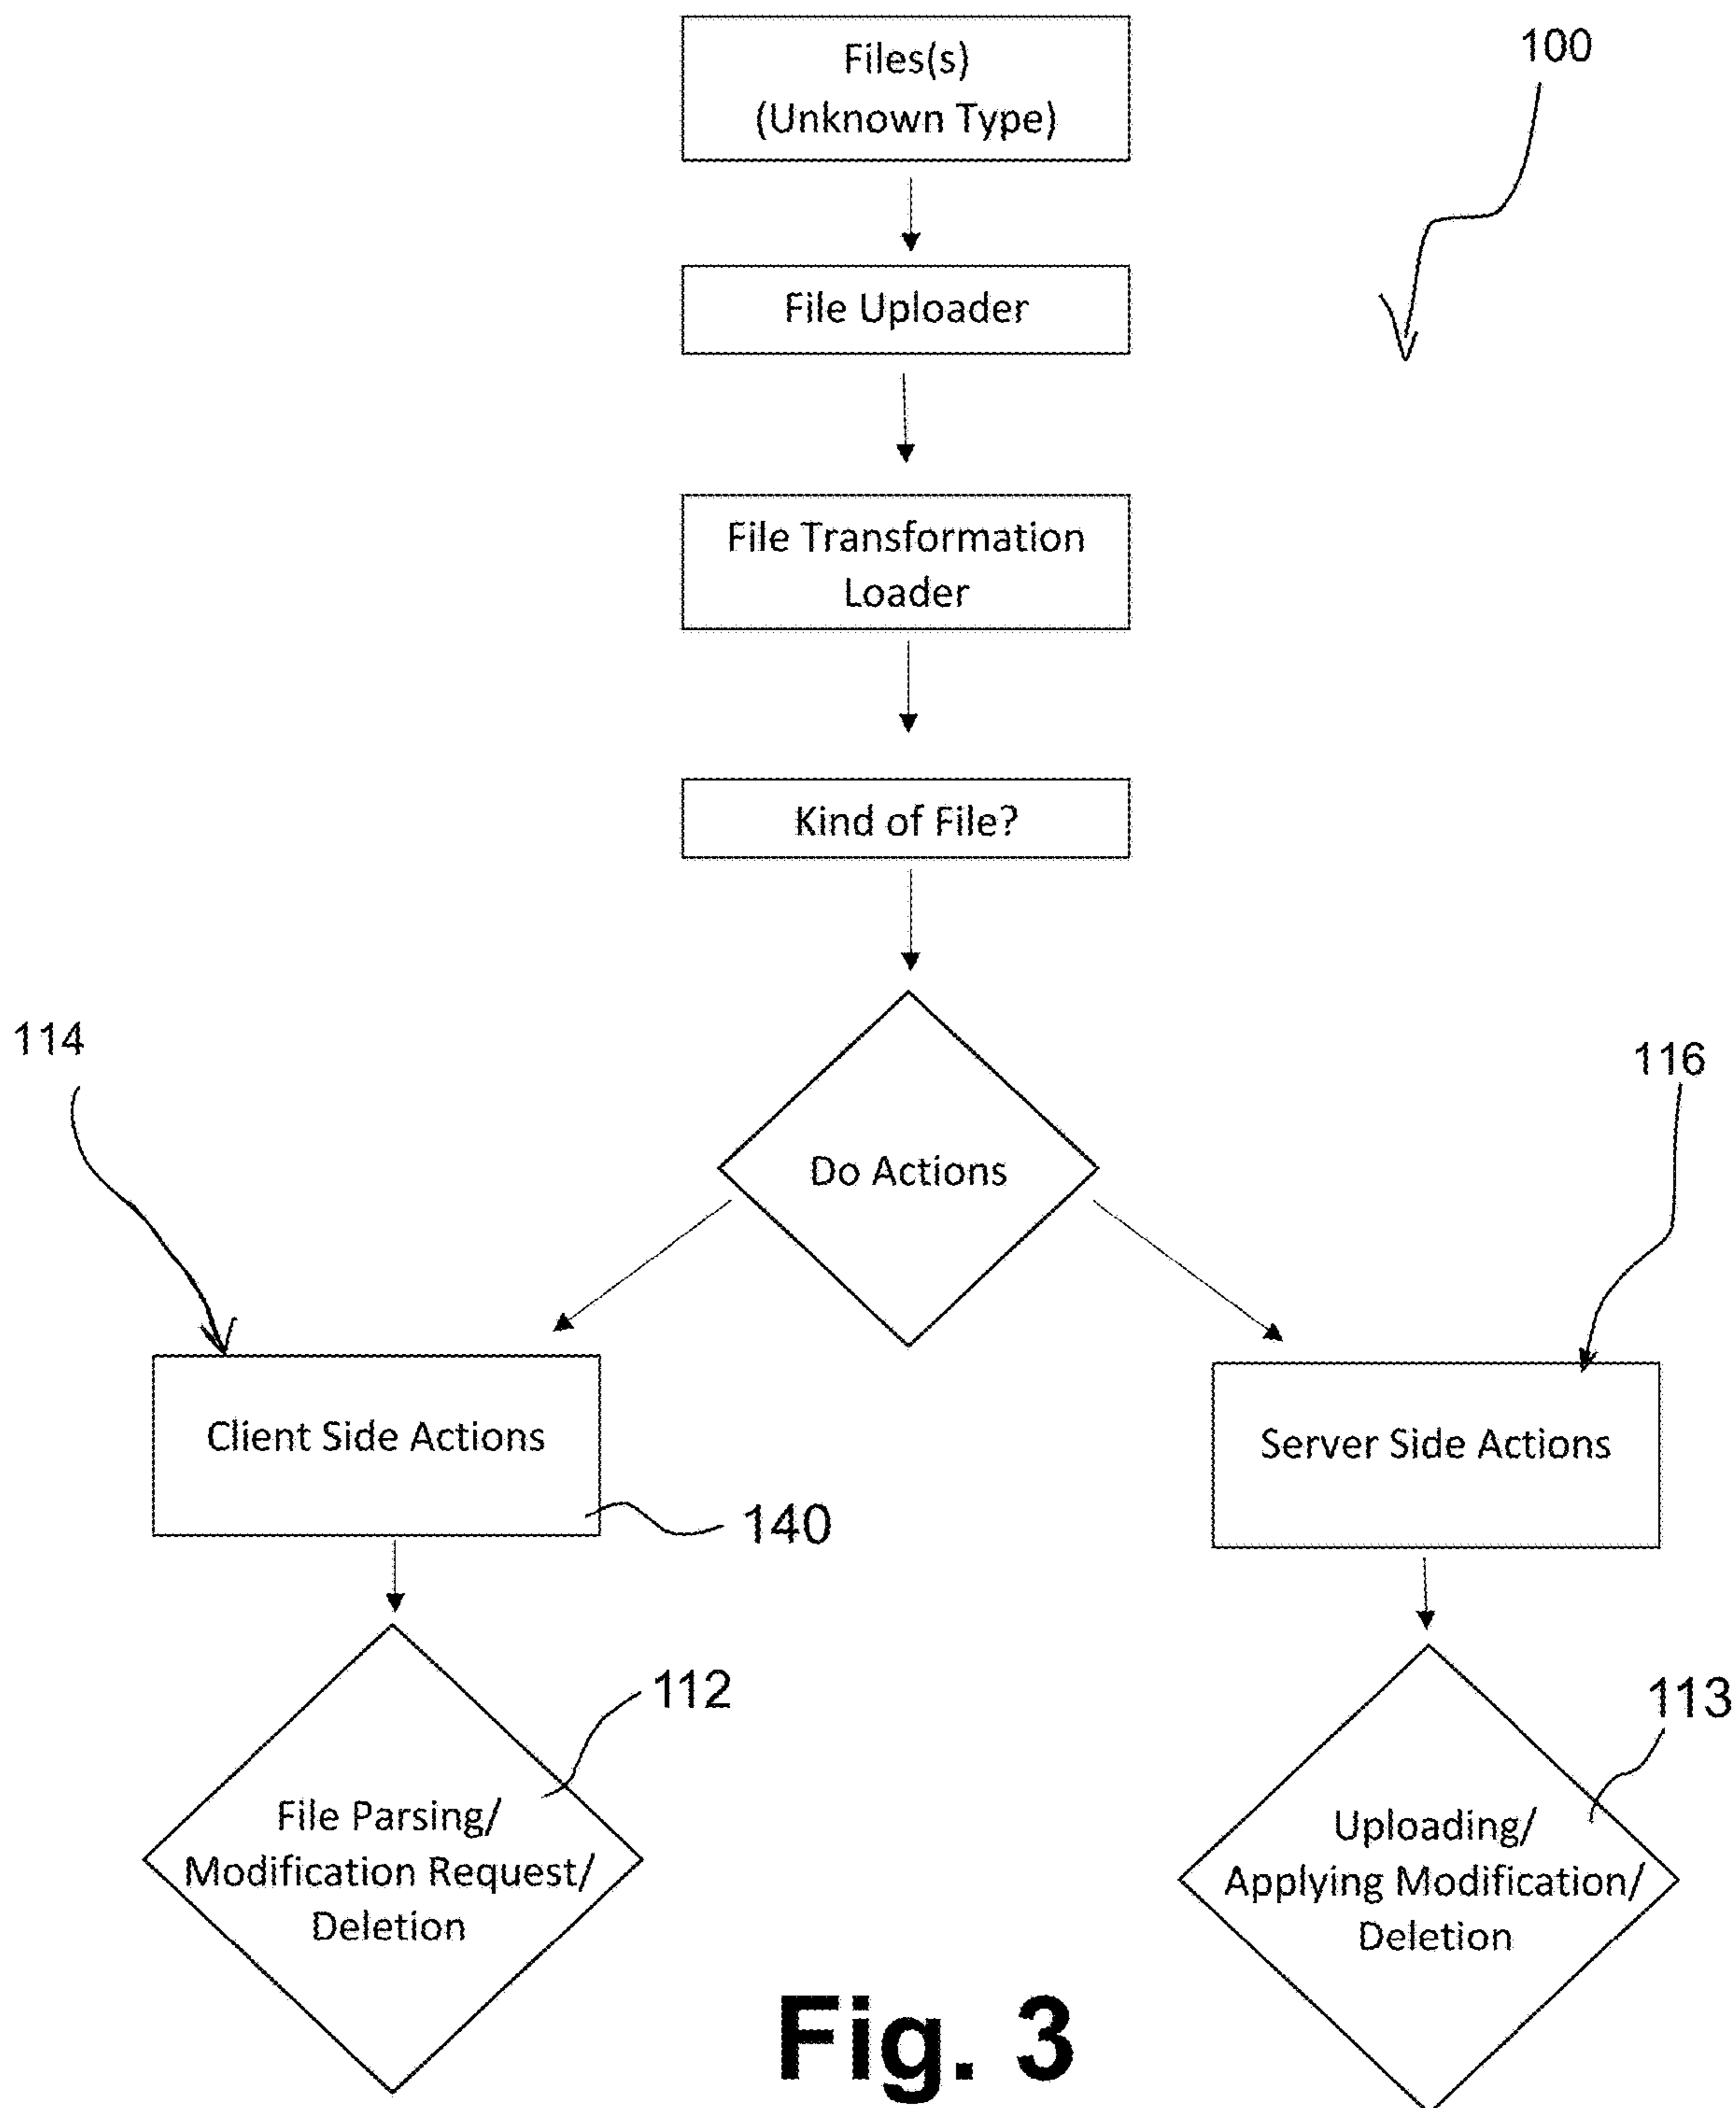 Files(s)
(Unknown Type)
100
File Uploader
File Transformation
Loader
Kind of File?
114
116
Do Actions
Client Side Actions
Server Side Actions
140
112
113
File Parsing/
Modification Request/
Deletion
Uploading/
Applying Modification/
Deletion
Fig. 3